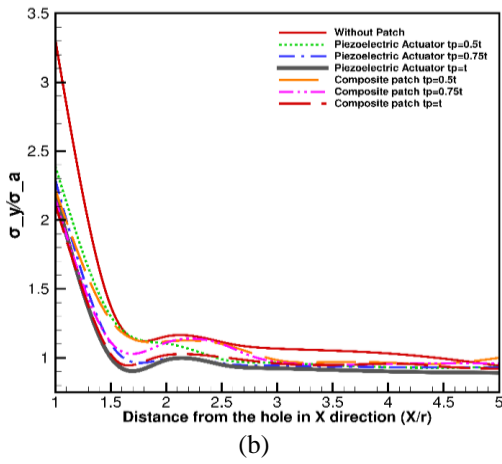 3.5
3
2.5
2
1.5
1
σ_y/σ_a
Without Patch
Piezoelectric Actuator tp=0.5t
Piezoelectric Actuator tp=0.75t
Piezoelectric Actuator tp=t
Composite patch tp=0.5t
Composite patch tp=0.75t
Composite patch tp=t
1 1.5 2 2.5 3 3.5 4 4.5 5
Distance from the hole in X direction (X/r)
(b)